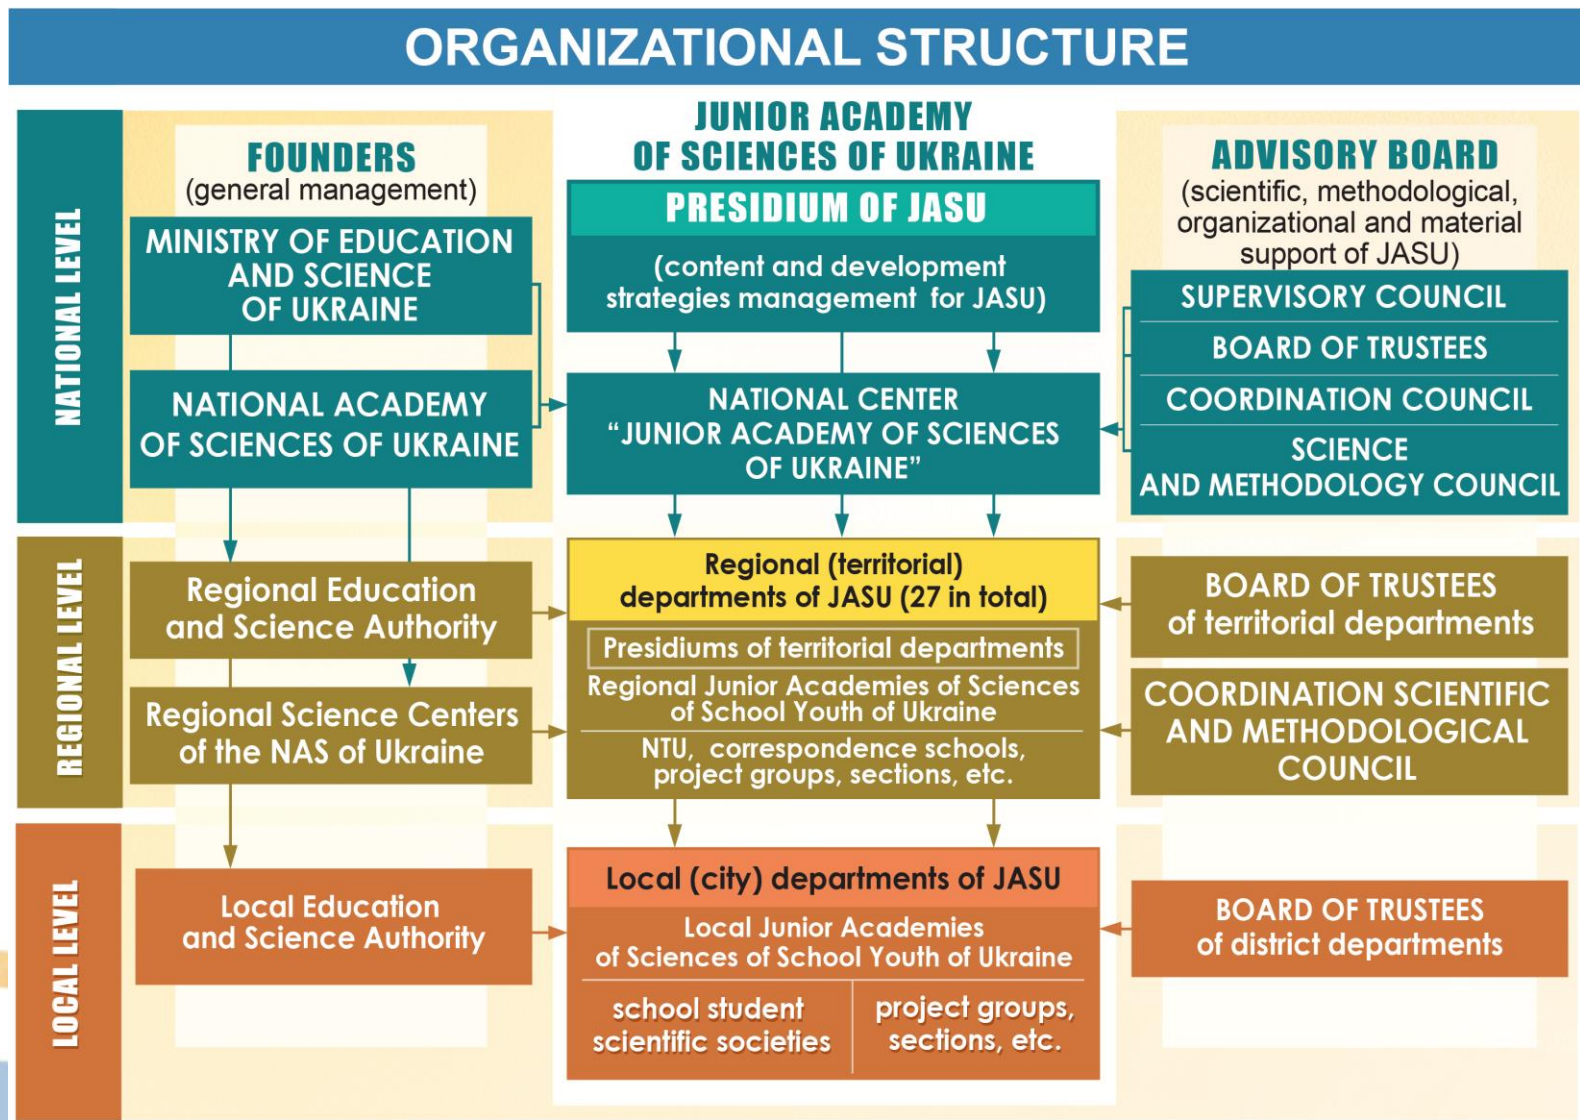 ORGANIZATIONAL STRUCTURE
NATIONAL LEVEL
FOUNDERS
(general management)
MINISTRY OF EDUCATION
AND SCIENCE
OF UKRAINE
NATIONAL ACADEMY
OF SCIENCES OF UKRAINE
JUNIOR ACADEMY
OF SCIENCES OF UKRAINE
PRESIDIUM OF JASU
(content and development
strategies management for JASU)
NATIONAL CENTER
“JUNIOR ACADEMY OF SCIENCES
OF UKRAINE”
ADVISORY BOARD
(scientific, methodological,
organizational and material
support of JASU)
SUPERVISORY COUNCIL
BOARD OF TRUSTEES
COORDINATION COUNCIL
SCIENCE
AND METHODOLOGY COUNCIL
REGIONAL LEVEL
Regional Education
and Science Authority
Regional Science Centers
of the NAS of Ukraine
Regional (territorial)
departments of JASU (27 in total)
Presidiums of territorial departments
Regional Junior Academies of Sciences
of School Youth of Ukraine
NTU, correspondence schools,
project groups, sections, etc.
BOARD OF TRUSTEES
of territorial departments
COORDINATION SCIENTIFIC
AND METHODOLOGICAL
COUNCIL
LOCAL LEVEL
Local Education
and Science Authority
Local (city) departments of JASU
Local Junior Academies
of Sciences of School Youth of Ukraine
school student
scientific societies
project groups,
sections, etc.
BOARD OF TRUSTEES
of district departments